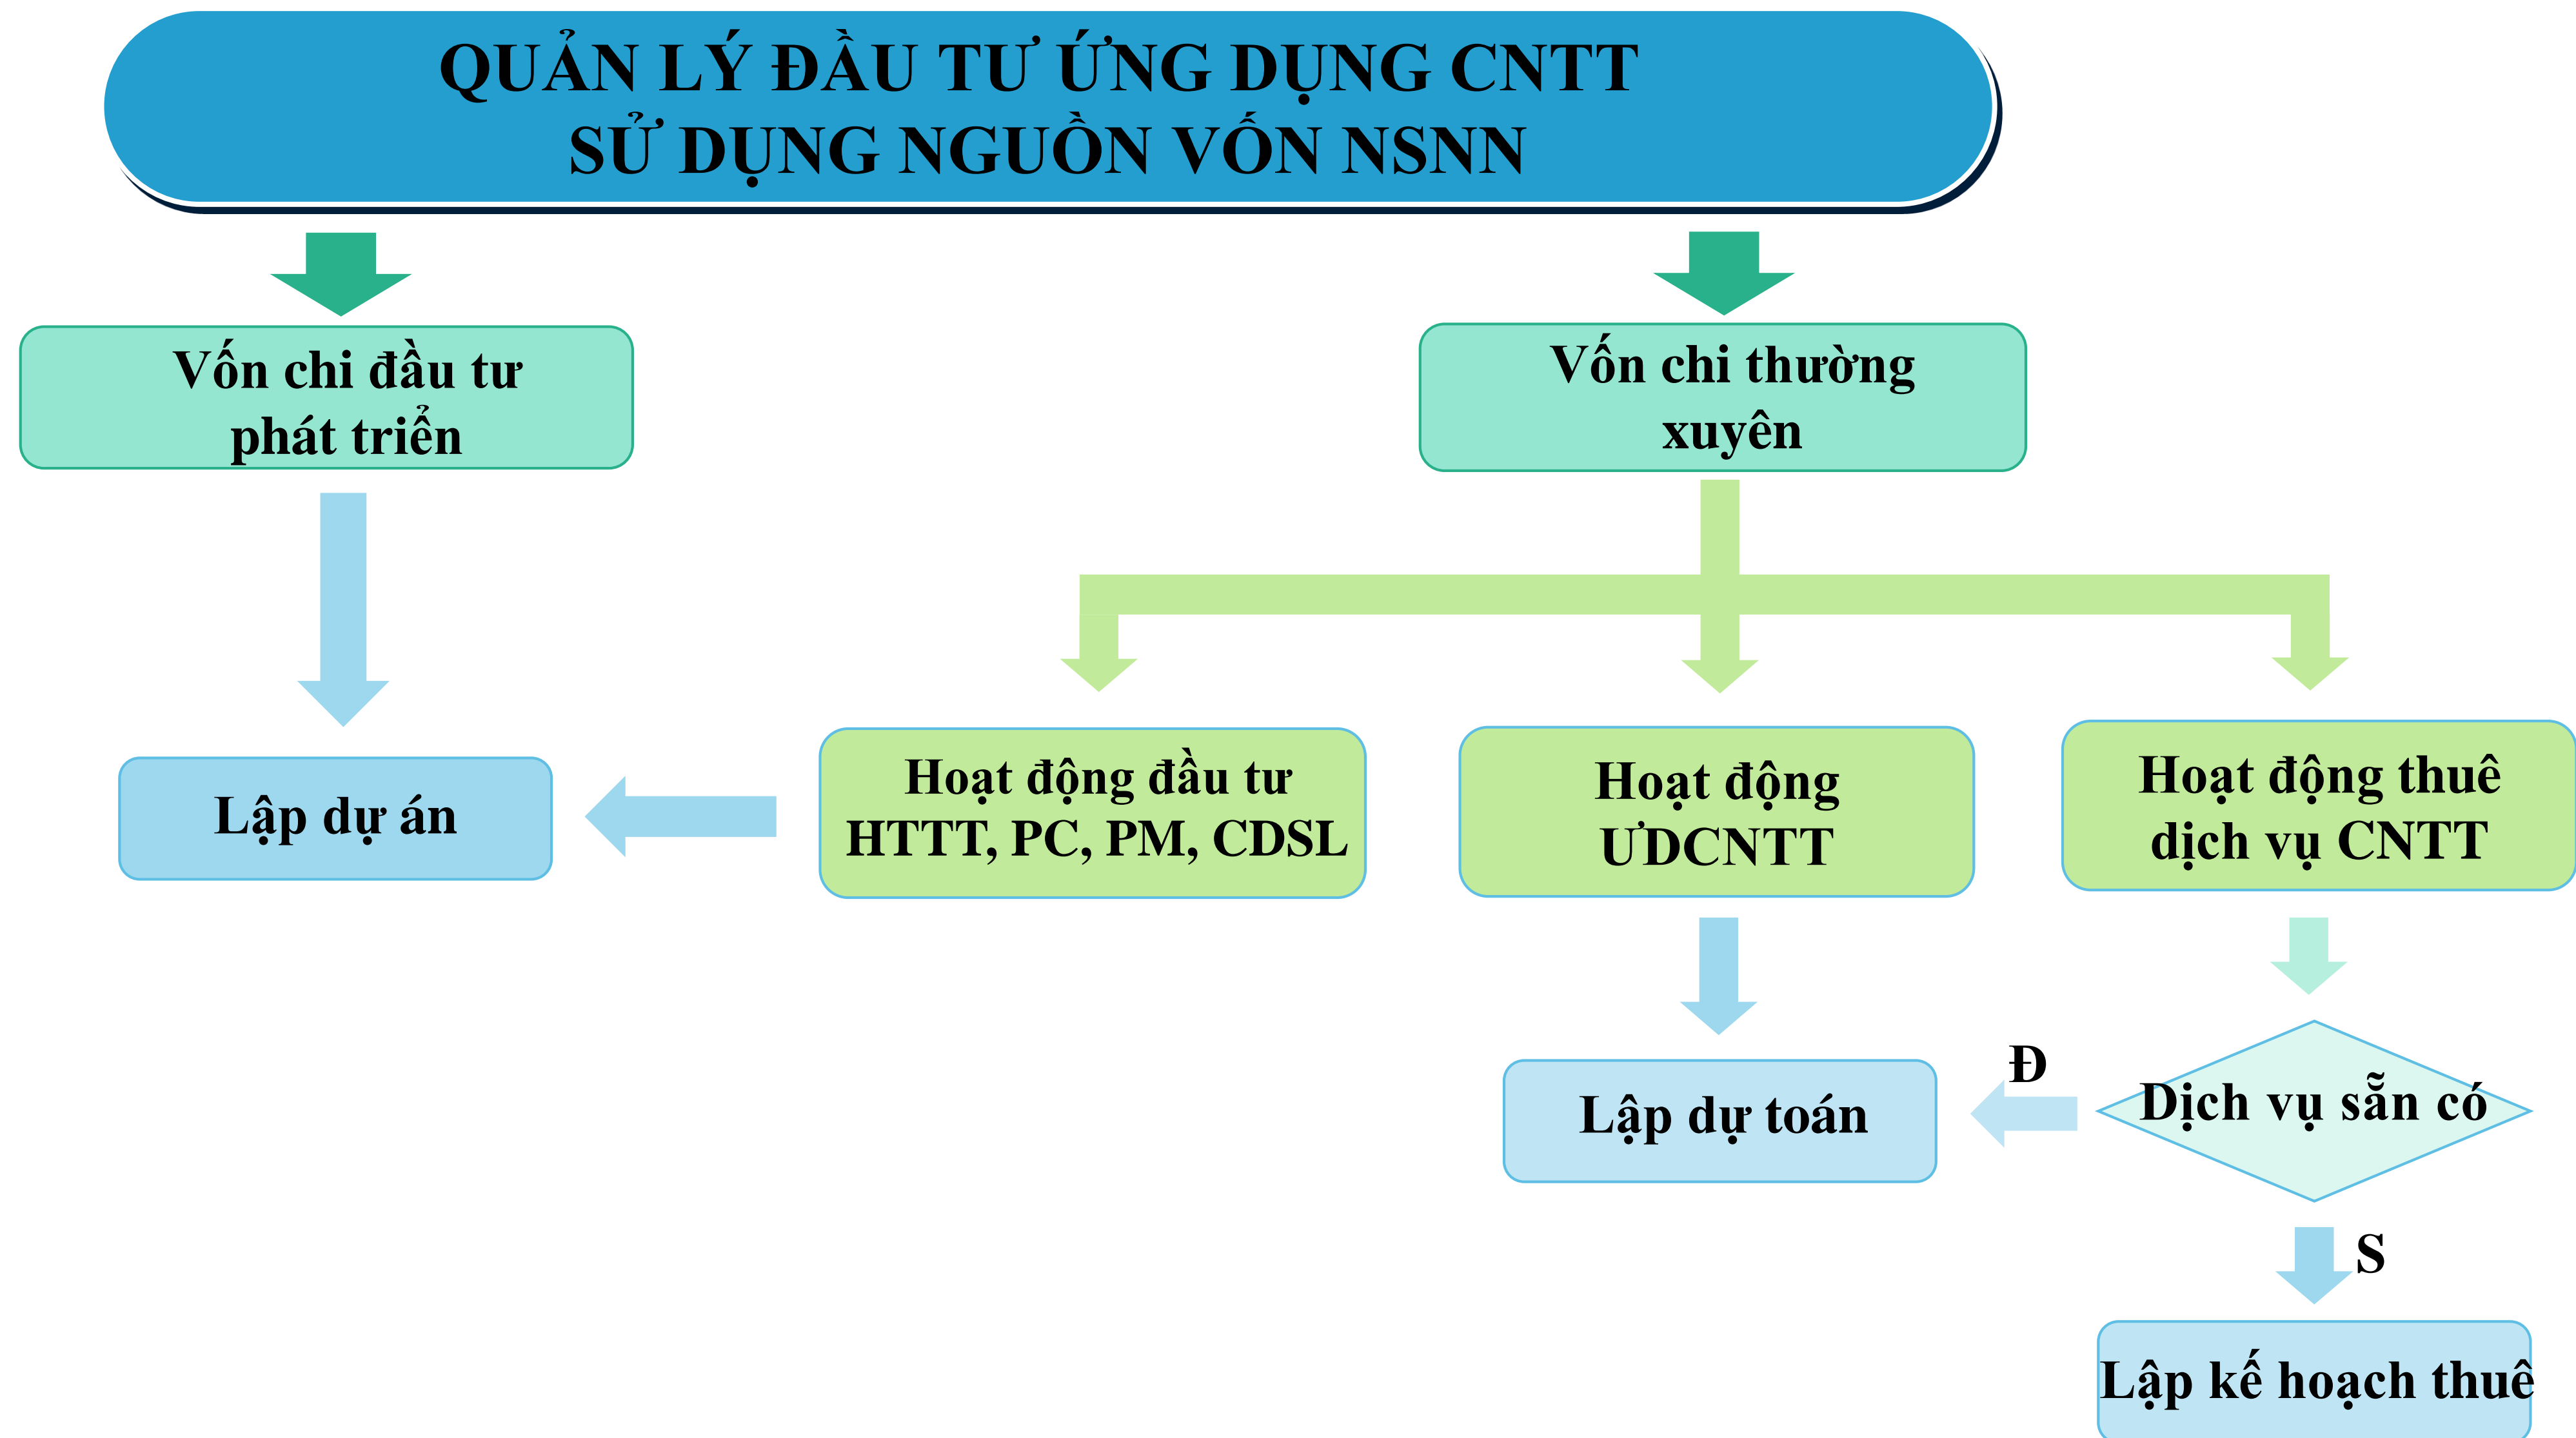 QUẢN LÝ ĐẦU TƯ ỨNG DỤNG CNTT
SỬ DỤNG NGUỒN VỐN NSNN
Vốn chi đầu tư
phát triển
Vốn chi thường
xuyên
Lập dự án
Hoạt động đầu tư
HTTT, PC, PM, CDSL
Hoạt động
ƯDCNTT
Hoạt động thuê
dịch vụ CNTT
Lập dự toán
Đ
Dịch vụ sẵn có
S
Lập kế hoạch thuê